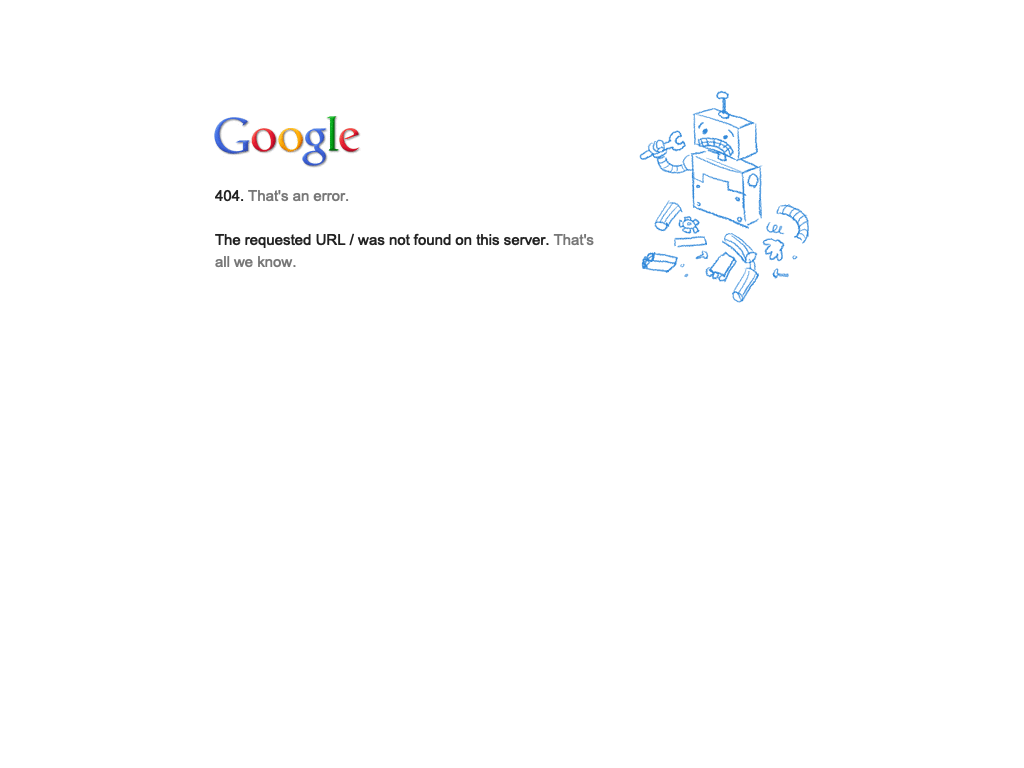 Google
404. That's an error.
The requested URL / was not found on this server. That's
all we know.